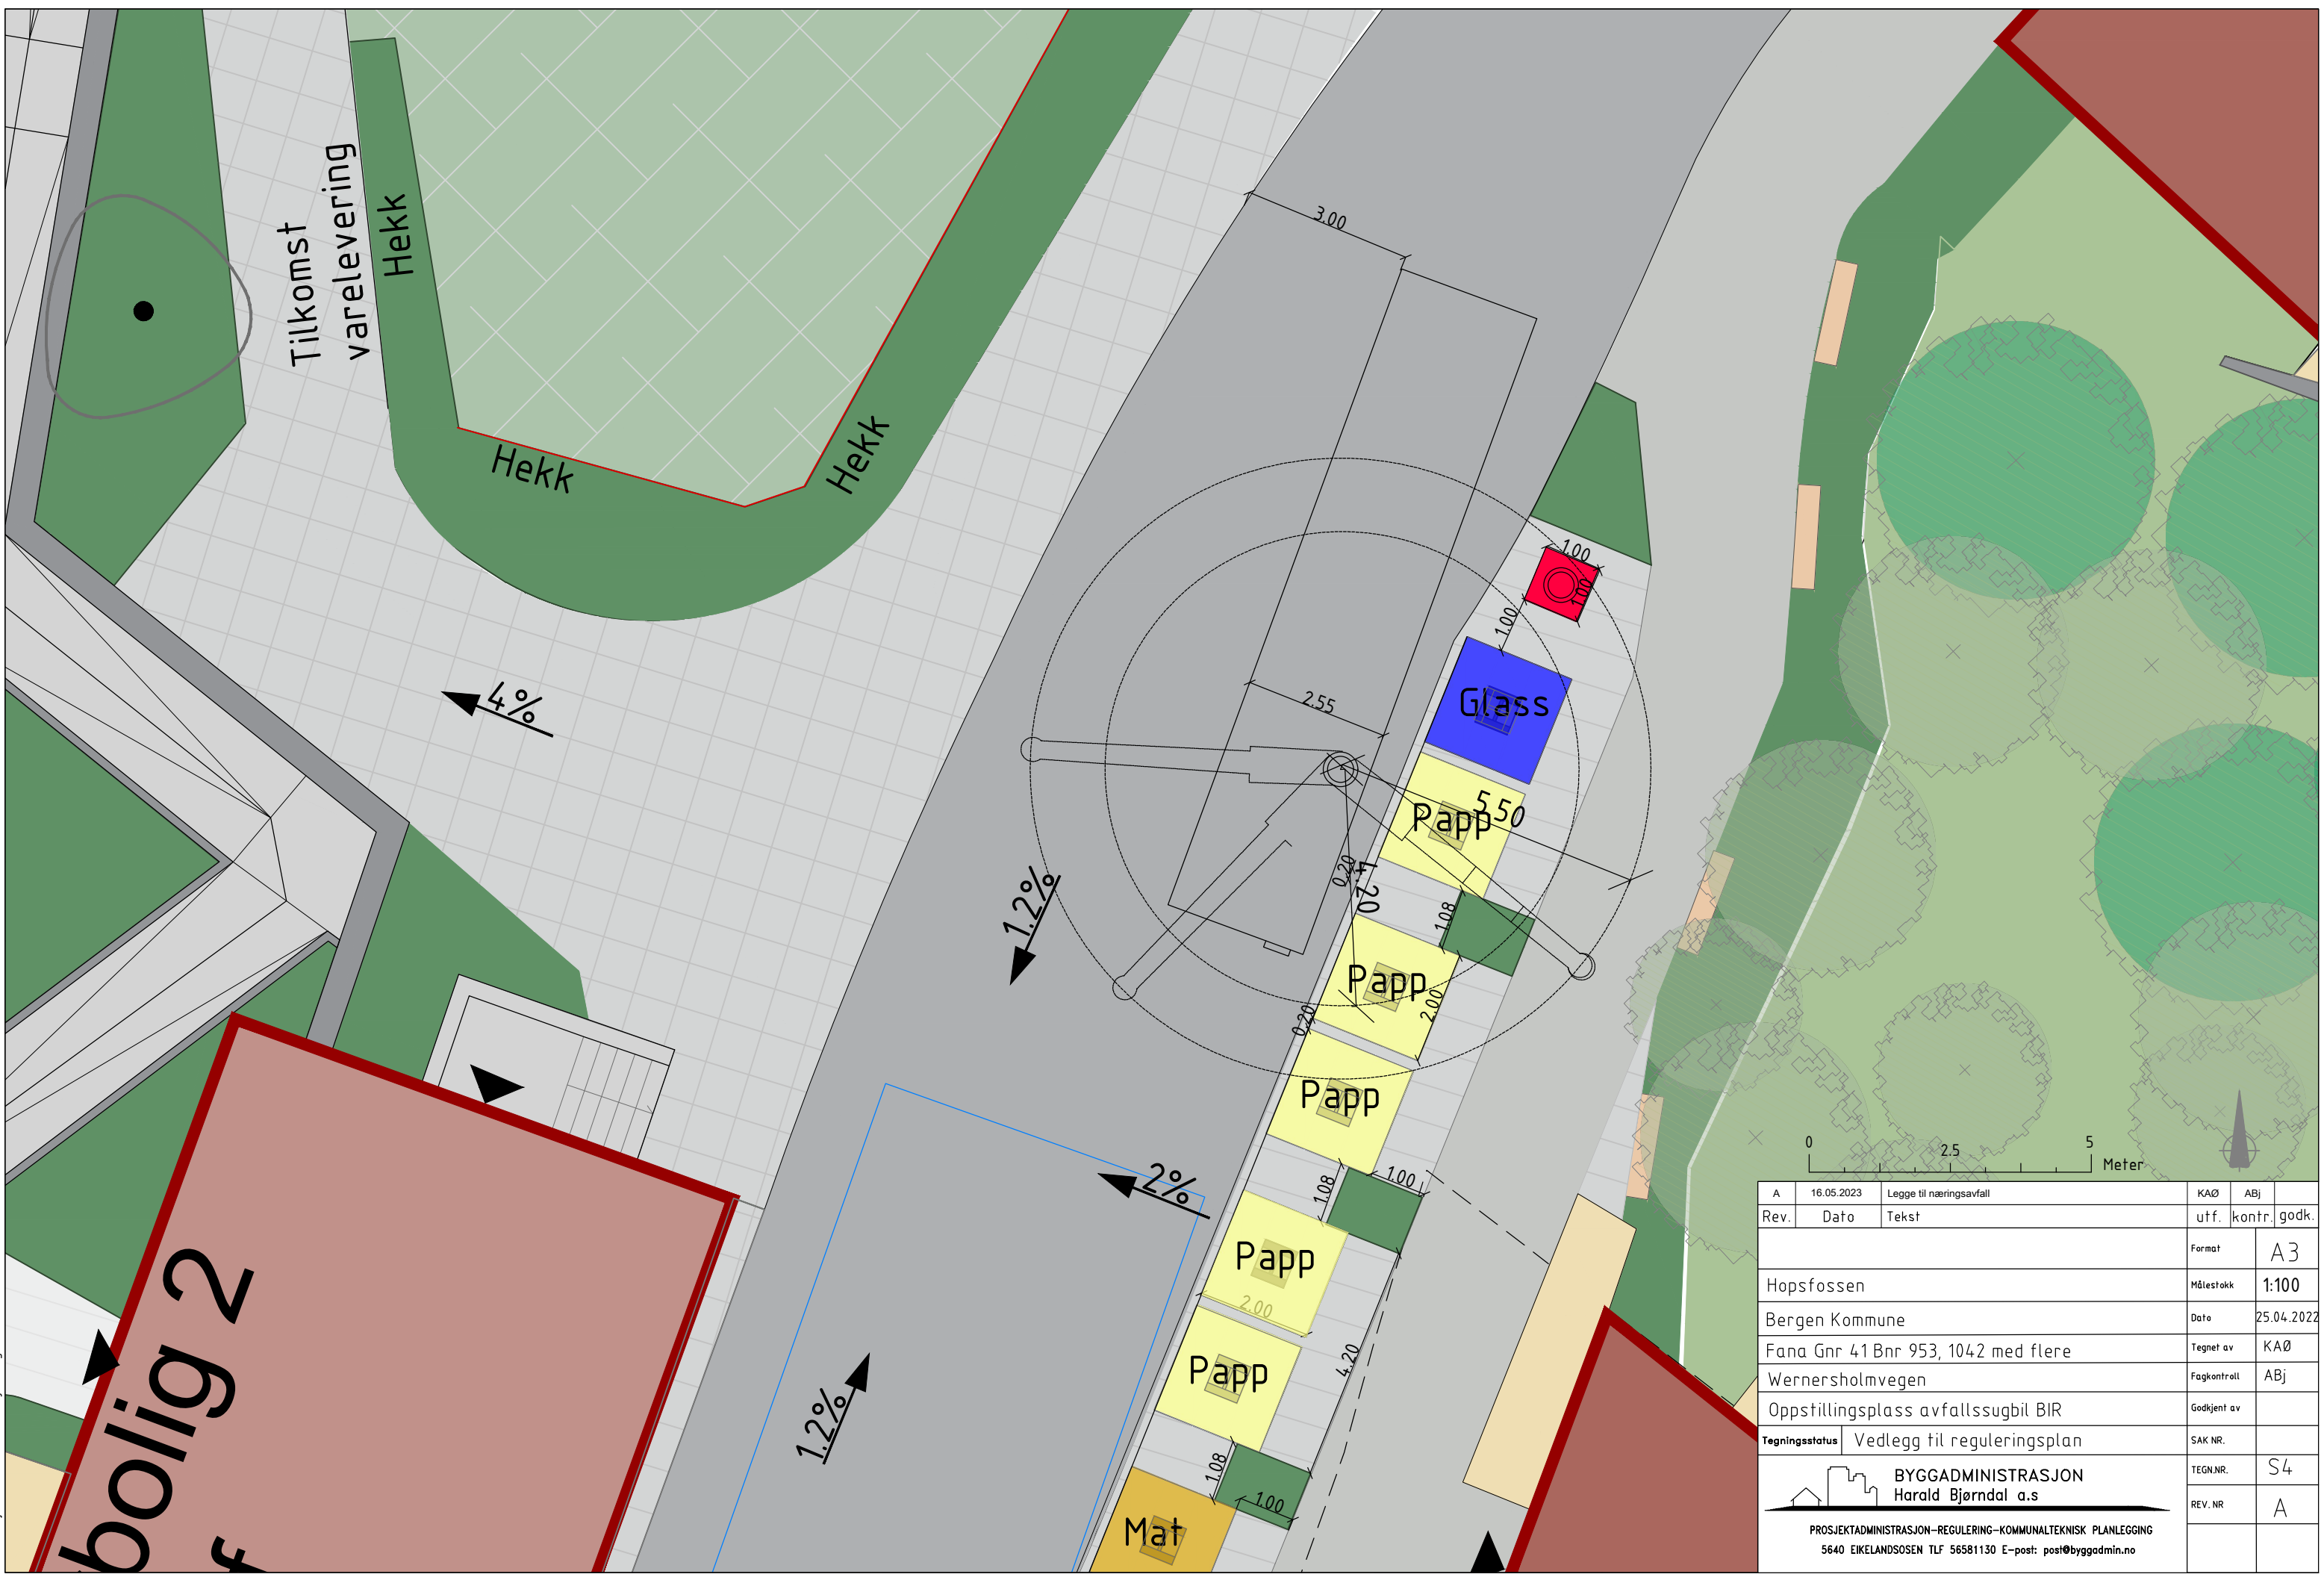 Tilkomst
varelevering
Hekk
Hekk
Hekk
3.00
1.00
1.00
1.00
Glass
2.55
4%
Papp
5.50
0.20
4.20
1.2%
1.08
Papp
2.00
0.20
Papp
2%
1.08
1.00
Papp
2.00
Papp
4.20
1.2%
1.08
1.00
Mat
bolig 2
f
0 2.5 5
Meter
A 16.05.2023 Legge til næringsavfall KAØ ABj
Rev. Dato Tekst utf. kontr. godk.
Format A3
Hopsfossen Målestokk 1:100
Bergen Kommune Dato 25.04.2022
Fana Gnr 41 Bnr 953, 1042 med flere Tegnet av KAØ
Wernersholmvegen Fagkontroll ABj
Oppstillingsplass avfallssugbil BIR Godkjent av
Tegningsstatus Vedlegg til reguleringsplan SAK NR.
BYGGADMINISTRASJON TEGN.NR. S4
Harald Bjørndal a.s
REV. NR A
PROSJEKTADMINISTRASJON-REGULERING-KOMMUNALTEKNISK PLANLEGGING
5640 EIKELANDSOSEN TLF 56581130 E-post: post@byggadmin.no